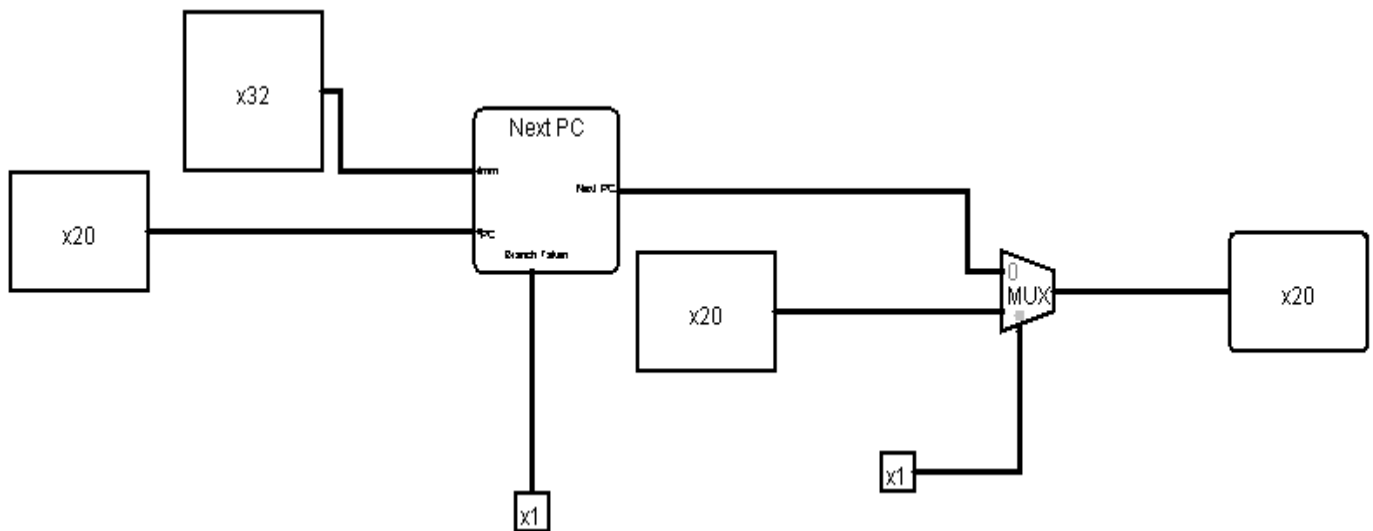 x32
Next PC
Imm
Next PC
x20
PC
Branch Taken
0
x20
MUX
x20
x1
x1